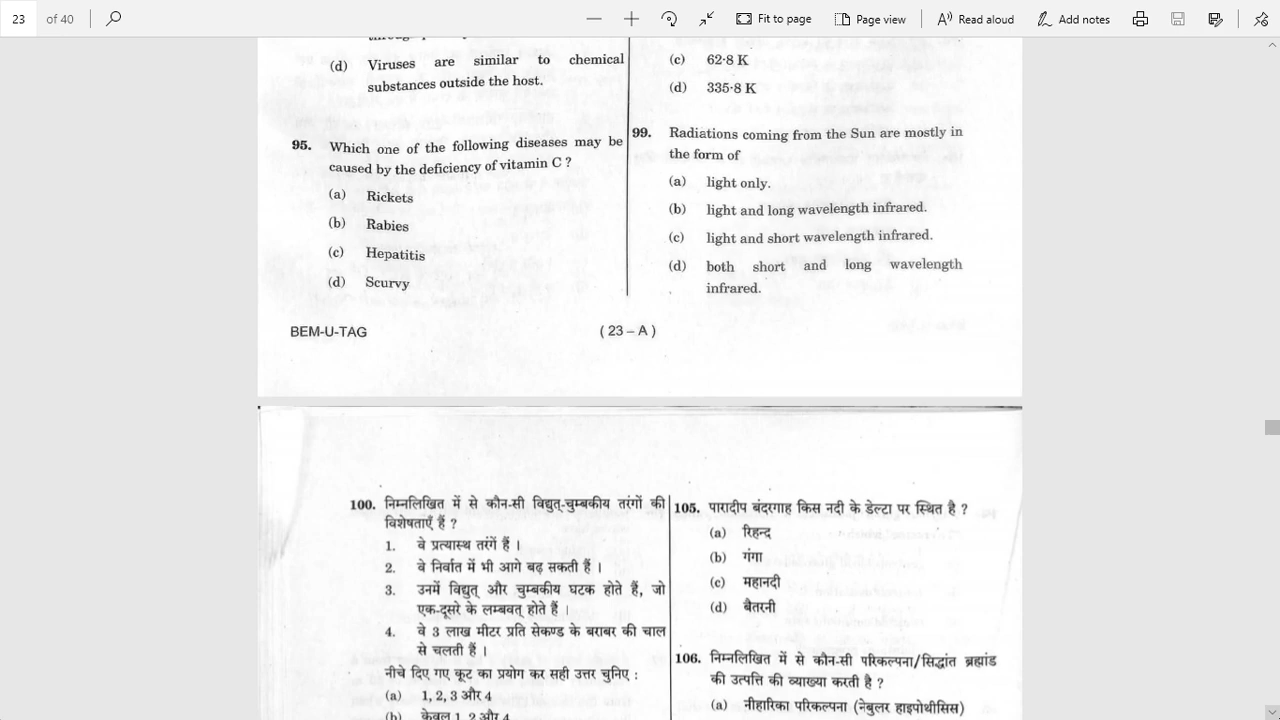 23 of 40
Fit to page
Page view
Read aloud
Add notes
(d) Viruses are similar to chemical
substances outside the host.
95. Which one of the following diseases may be
caused by the deficiency of vitamin C ?
(a) Rickets
(b) Rabies
(c) Hepatitis
(d) Scurvy
(c) 62·8 K
(d) 335·8 K
99. Radiations coming from the Sun are mostly in
the form of
(a) light only.
(b) light and long wavelength infrared.
(c) light and short wavelength infrared.
(d) both short and long wavelength
infrared.
BEM-U-TAG
( 23 – A )
100. निम्नलिखित में से कौन-सी विद्युत्-चुम्बकीय तरंगों की
विशेषताएँ हैं ?
1. वे प्रत्यास्थ तरंगें हैं ।
2. वे निर्वात में भी आगे बढ़ सकती हैं ।
3. उनमें विद्युत् और चुम्बकीय घटक होते हैं, जो
एक-दूसरे के लम्बवत् होते हैं ।
4. वे 3 लाख मीटर प्रति सेकण्ड के बराबर की चाल
से चलती हैं ।
नीचे दिए गए कूट का प्रयोग कर सही उत्तर चुनिए :
(a) 1, 2, 3 और 4
(b) केवल 1, 2 और 4
105. पारादीप बंदरगाह किस नदी के डेल्टा पर स्थित है ?
(a) रिहन्द
(b) गंगा
(c) महानदी
(d) बैतरनी
106. निम्नलिखित में से कौन-सी परिकल्पना/सिद्धांत ब्रह्मांड
की उत्पत्ति की व्याख्या करती है ?
(a) नीहारिका परिकल्पना (नेबुलर हाइपोथीसिस)